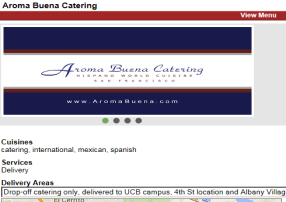 Aroma Buena Catering
View Menu
Aroma Buena Catering
HISPANO WORLD CUISINE
SAN FRANCISCO
www.AromaBuena.com
Cuisines
catering, international, mexican, spanish
Services
Delivery
Delivery Areas
Drop-off catering only, delivered to UCB campus, 4th St location and Albany Villag
El Cerrito